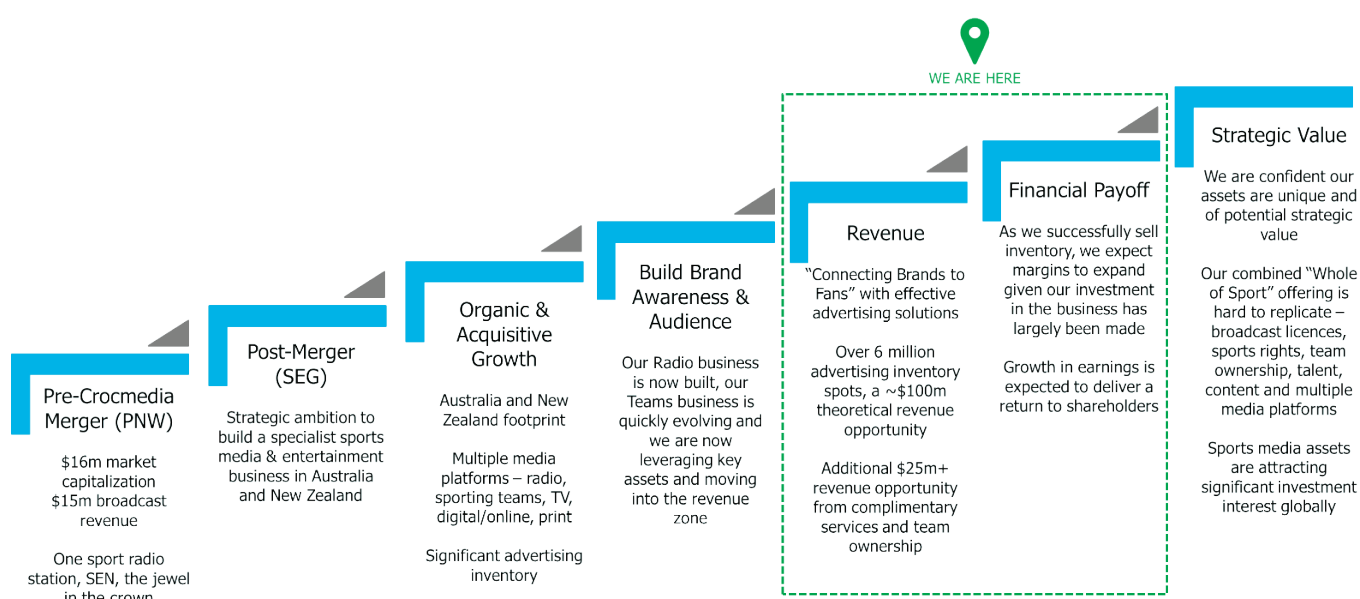 WE ARE HERE
Pre-Crocmedia
Merger (PNW)
$16m market
capitalization
$15m broadcast
revenue
One sport radio
station, SEN, the jewel
in the crown
Post-Merger
(SEG)
Strategic ambition to
build a specialist sports
media & entertainment
business in Australia
and New Zealand
Organic &
Acquisitive
Growth
Australia and New
Zealand footprint
Multiple media
platforms – radio,
sporting teams, TV,
digital/online, print
Significant advertising
inventory
Build Brand
Awareness &
Audience
Our Radio business
is now built, our
Teams business is
quickly evolving and
we are now
leveraging key
assets and moving
into the revenue
zone
Revenue
“Connecting Brands to
Fans” with effective
advertising solutions
Over 6 million
advertising inventory
spots, a ~$100m
theoretical revenue
opportunity
Additional $25m+
revenue opportunity
from complimentary
services and team
ownership
Financial Payoff
As we successfully sell
inventory, we expect
margins to expand
given our investment
in the business has
largely been made
Growth in earnings is
expected to deliver a
return to shareholders
Strategic Value
We are confident our
assets are unique and
of potential strategic
value
Our combined “Whole
of Sport” offering is
hard to replicate –
broadcast licences,
sports rights, team
ownership, talent,
content and multiple
media platforms
Sports media assets
are attracting
significant investment
interest globally